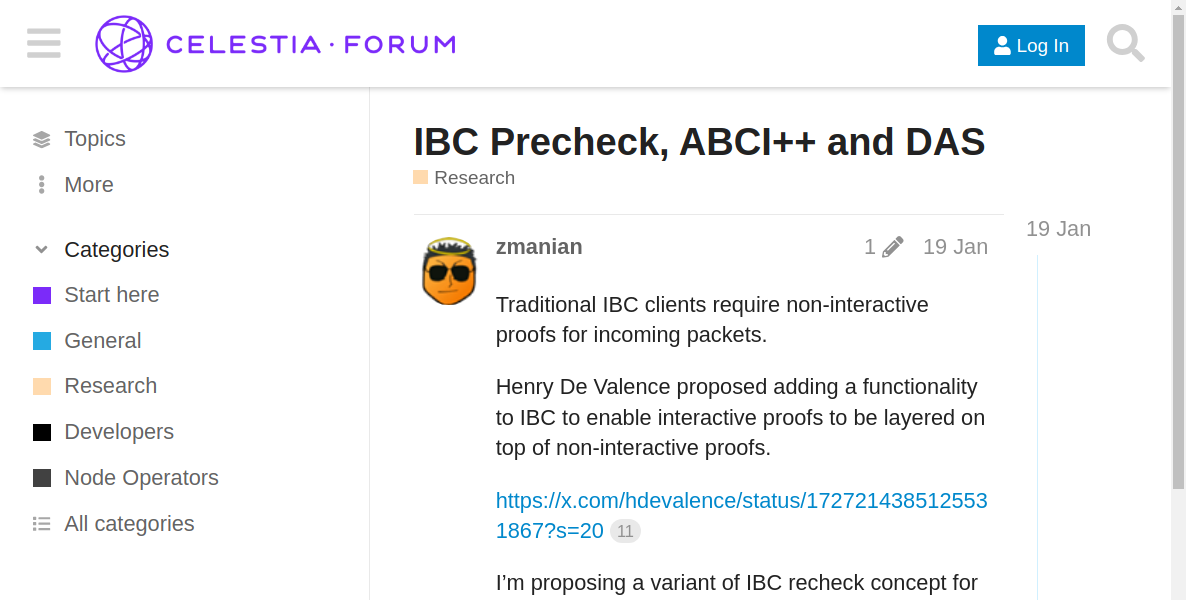 CELESTIA · FORUM
Log In
Topics
More
Categories
Start here
General
Research
Developers
Node Operators
All categories
IBC Precheck, ABCI++ and DAS
Research
zmanian
1
19 Jan
19 Jan
Traditional IBC clients require non-interactive
proofs for incoming packets.
Henry De Valence proposed adding a functionality
to IBC to enable interactive proofs to be layered on
top of non-interactive proofs.
https://x.com/hdevalence/status/172721438512553
1867?s=20 11
I’m proposing a variant of IBC recheck concept for